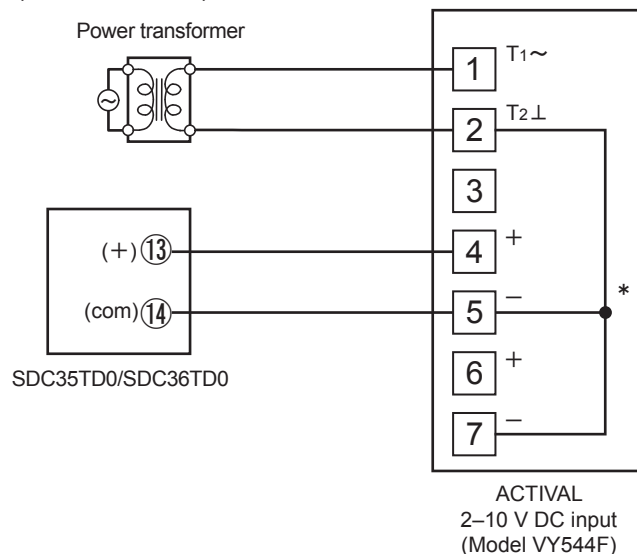 Power transformer
1 T1～
2 T2⊥
3
(+) ⑬ 4 +
(com) ⑭ 5 − *
6 +
SDC35TD0/SDC36TD0
7 −
ACTIVAL
2–10 V DC input
(Model VY544F)